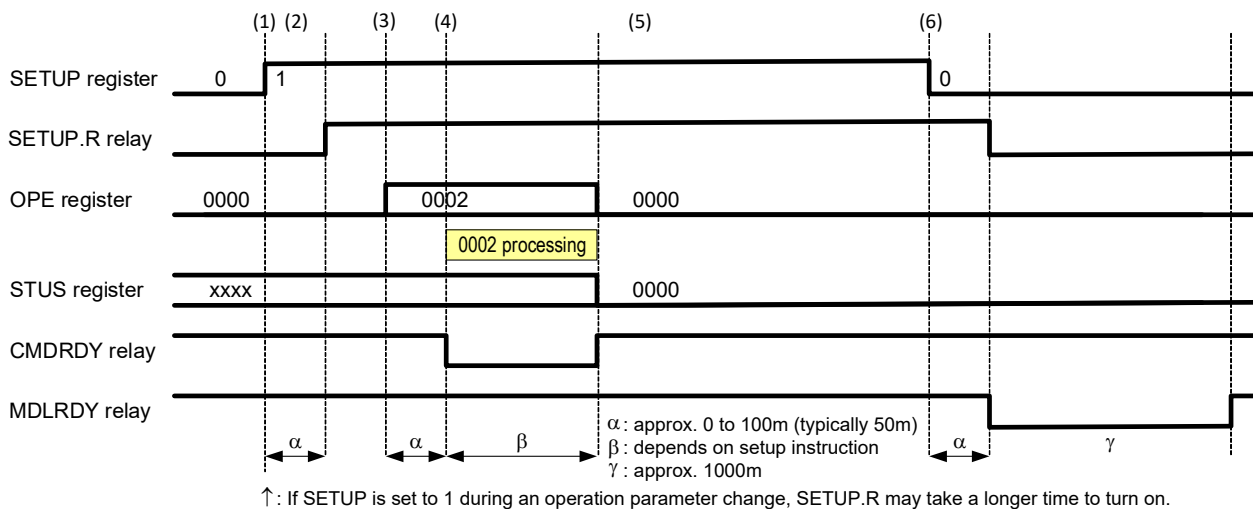 (1) (2) (3) (4) (5) (6)
SETUP register 0 1 0
SETUP.R relay
OPE register 0000 0002 0000
0002 processing
STUS register xxxx 0000
CMDRDY relay
MDLRDY relay
α : approx. 0 to 100m (typically 50m)
α α β β : depends on setup instruction α γ
γ : approx. 1000m
↑ : If SETUP is set to 1 during an operation parameter change, SETUP.R may take a longer time to turn on.